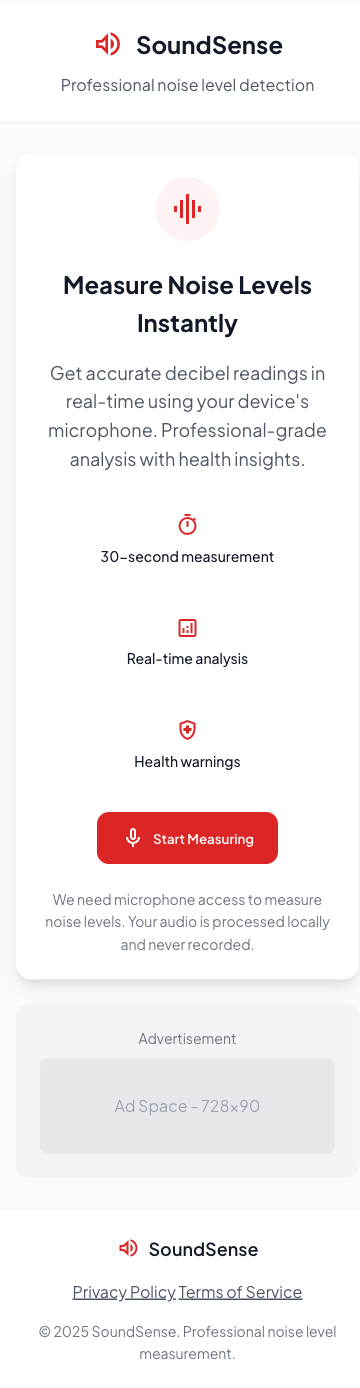 SoundSense
Professional noise level detection
Measure Noise Levels
Instantly
Get accurate decibel readings in
real-time using your device's
microphone. Professional-grade
analysis with health insights.
30-second measurement
Real-time analysis
Health warnings
Start Measuring
We need microphone access to measure
noise levels. Your audio is processed locally
and never recorded.
Advertisement
Ad Space - 728×90
SoundSense
Privacy Policy Terms of Service
© 2025 SoundSense. Professional noise level
measurement.